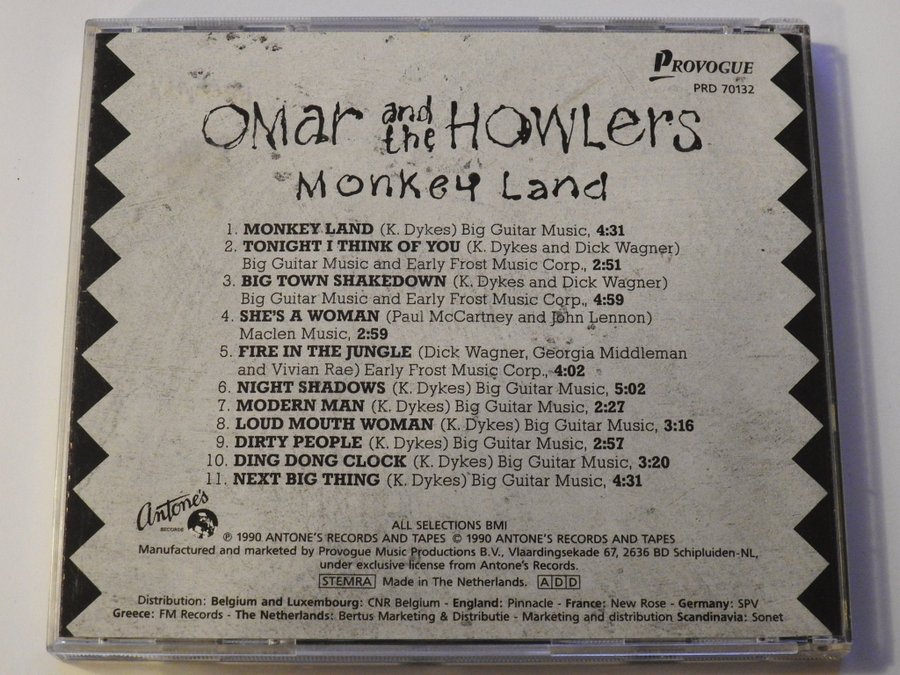 PROVOGUE
PRD 70132
OMar and the HOWLers
Monkey Land
1. MONKEY LAND (K. Dykes) Big Guitar Music, 4:31
2. TONIGHT I THINK OF YOU (K. Dykes and Dick Wagner)
Big Guitar Music and Early Frost Music Corp., 2:51
3. BIG TOWN SHAKEDOWN (K. Dykes and Dick Wagner)
Big Guitar Music and Early Frost Music Corp., 4:59
4. SHE'S A WOMAN (Paul McCartney and John Lennon)
Maclen Music, 2:59
5. FIRE IN THE JUNGLE (Dick Wagner, Georgia Middleman
and Vivian Rae) Early Frost Music Corp., 4:02
6. NIGHT SHADOWS (K. Dykes) Big Guitar Music, 5:02
7. MODERN MAN (K. Dykes) Big Guitar Music, 2:27
8. LOUD MOUTH WOMAN (K. Dykes) Big Guitar Music, 3:16
9. DIRTY PEOPLE (K. Dykes) Big Guitar Music, 2:57
10. DING DONG CLOCK (K. Dykes) Big Guitar Music, 3:20
11. NEXT BIG THING (K. Dykes) Big Guitar Music, 4:31
Antone's
RECORDS
ALL SELECTIONS BMI
℗ 1990 ANTONE'S RECORDS AND TAPES © 1990 ANTONE'S RECORDS AND TAPES
Manufactured and marketed by Provogue Music Productions B.V., Vlaardingsekade 67, 2636 BD Schipluiden-NL,
under exclusive license from Antone's Records.
STEMRA Made in The Netherlands. ADD
Distribution: Belgium and Luxembourg: CNR Belgium - England: Pinnacle - France: New Rose - Germany: SPV
Greece: FM Records - The Netherlands: Bertus Marketing & Distributie - Marketing and distribution Scandinavia: Sonet